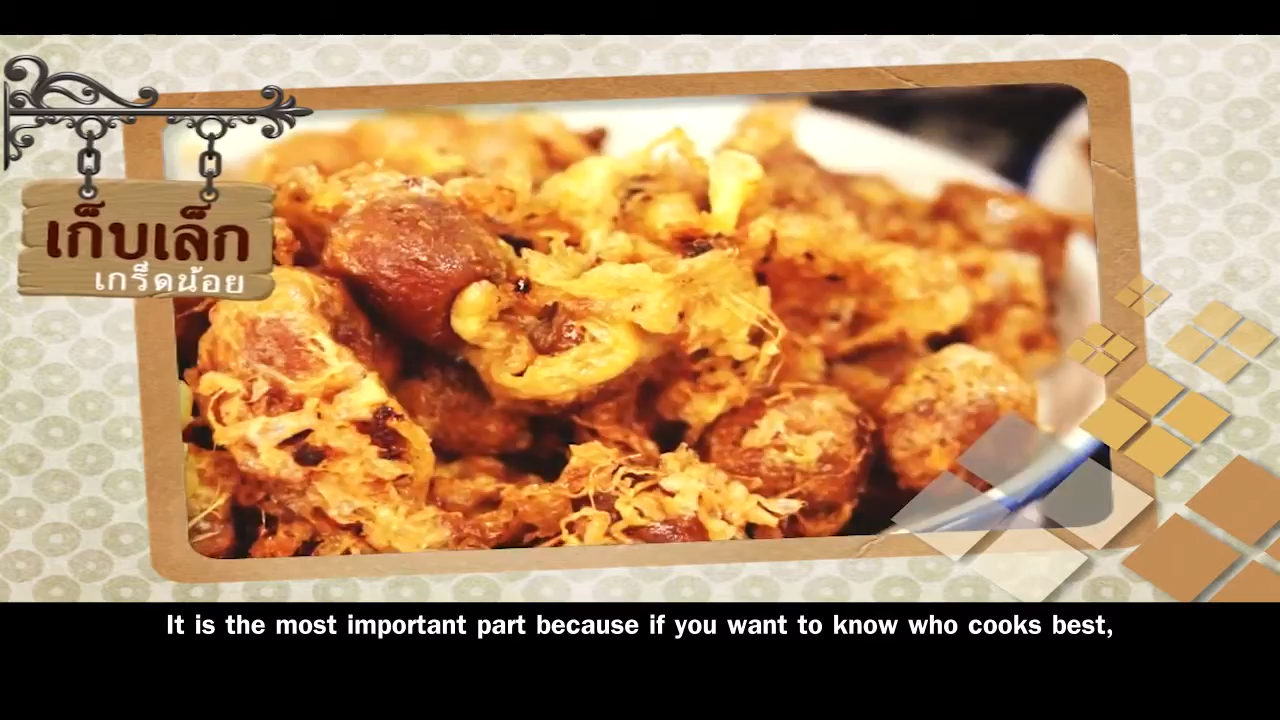 เก็บเล็ก
เกร็ดน้อย
It is the most important part because if you want to know who cooks best,